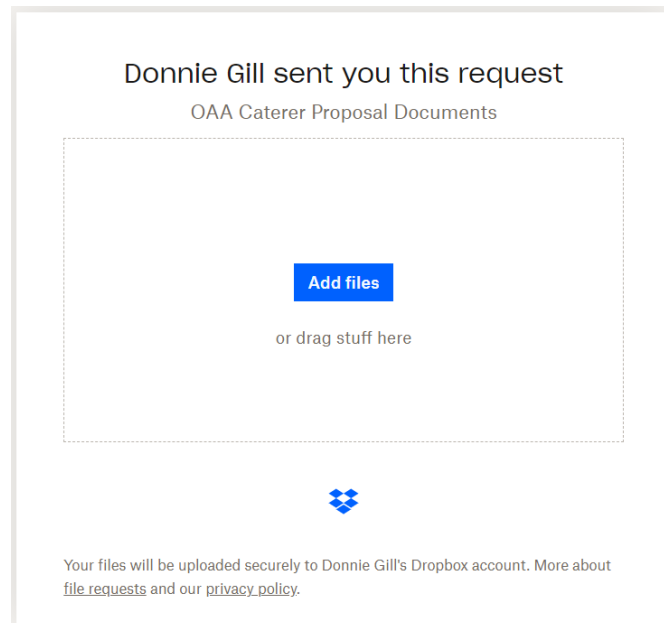 Donnie Gill sent you this request
OAA Caterer Proposal Documents
Add files
or drag stuff here
Your files will be uploaded securely to Donnie Gill's Dropbox account. More about
file requests and our privacy policy.